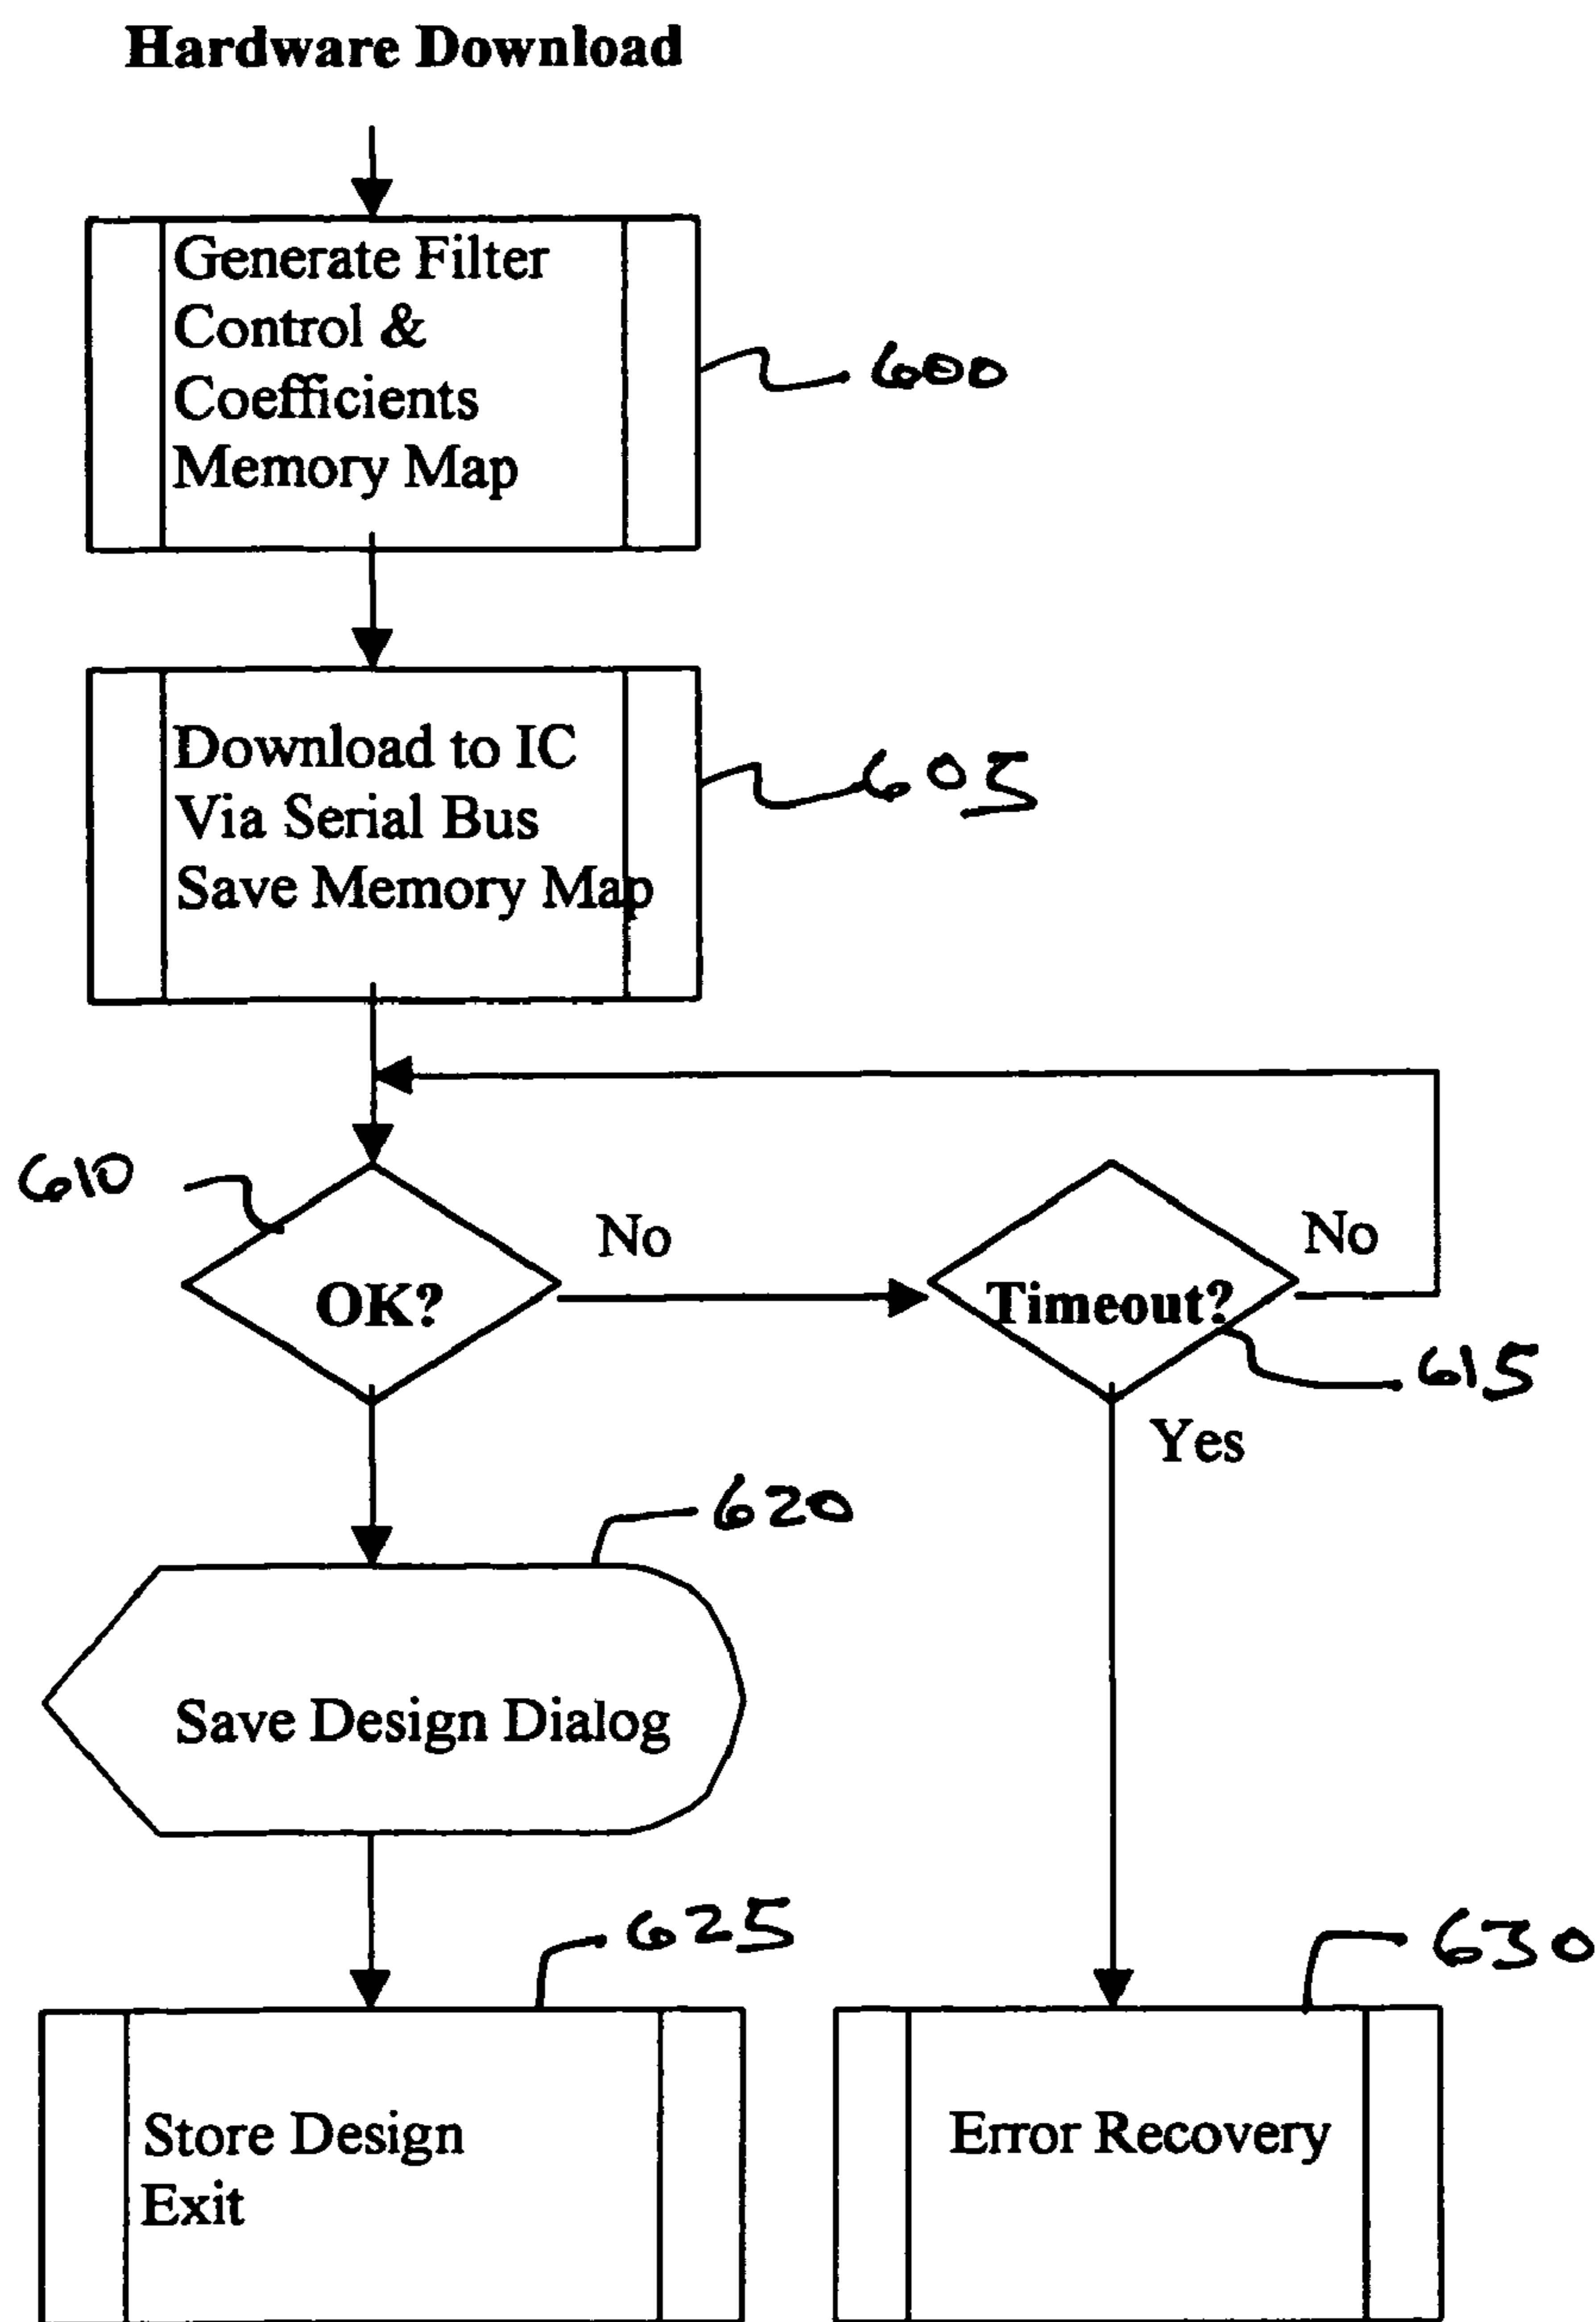 Hardware Download
Generate Filter
Control &
Coefficients
Memory Map
600
Download to IC
Via Serial Bus
Save Memory Map
605
610
OK?
No
Timeout?
No
615
Yes
620
Save Design Dialog
625
630
Store Design
Exit
Error Recovery